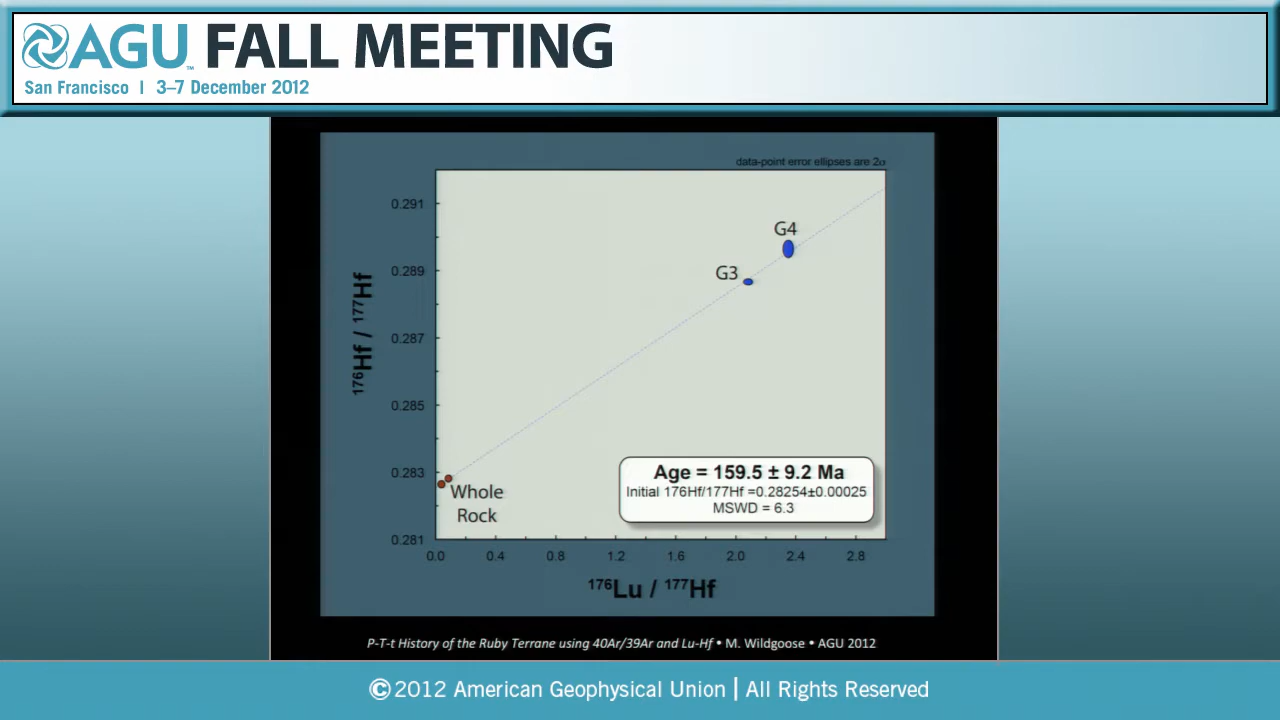 AGU™ FALL MEETING
San Francisco | 3–7 December 2012
data-point error ellipses are 2σ
0.291
0.289
0.287
0.285
0.283
0.281
176Hf / 177Hf
G4
G3
Whole
Rock
Age = 159.5 ± 9.2 Ma
Initial 176Hf/177Hf =0.28254±0.00025
MSWD = 6.3
0.0 0.4 0.8 1.2 1.6 2.0 2.4 2.8
176Lu / 177Hf
P-T-t History of the Ruby Terrane using 40Ar/39Ar and Lu-Hf • M. Wildgoose • AGU 2012
©2012 American Geophysical Union | All Rights Reserved